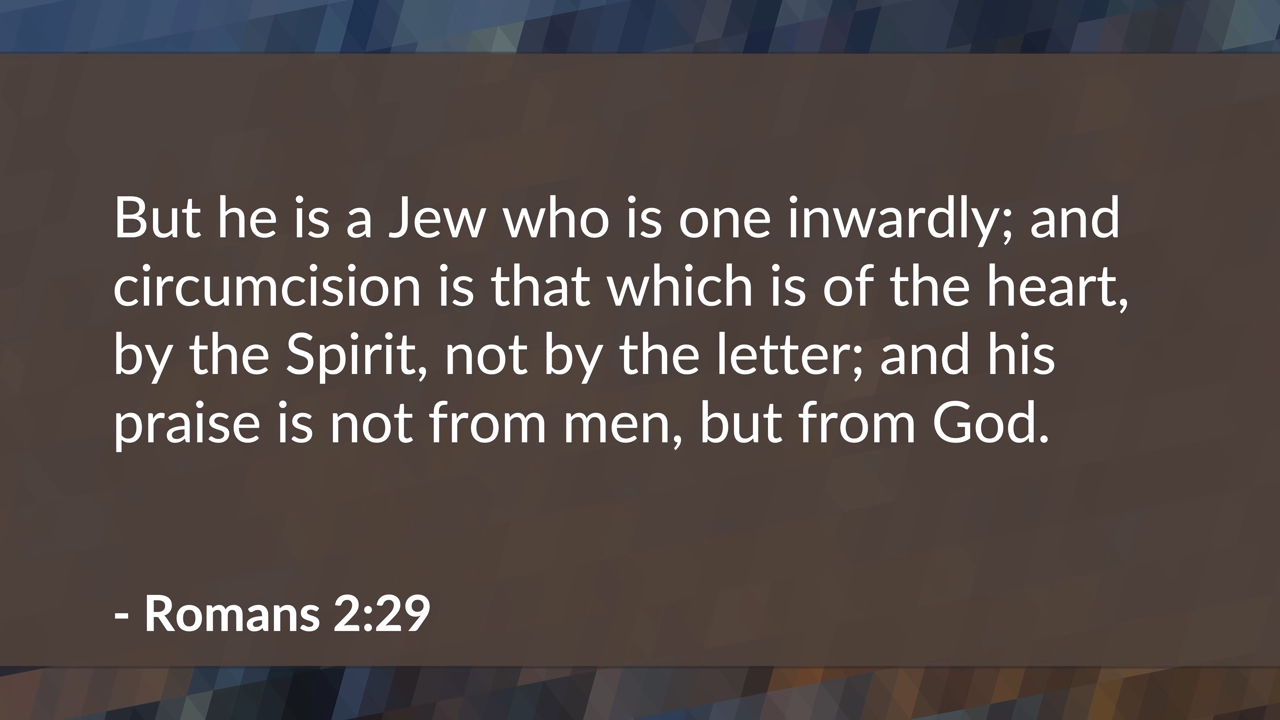 But he is a Jew who is one inwardly; and
circumcision is that which is of the heart,
by the Spirit, not by the letter; and his
praise is not from men, but from God.
- Romans 2:29